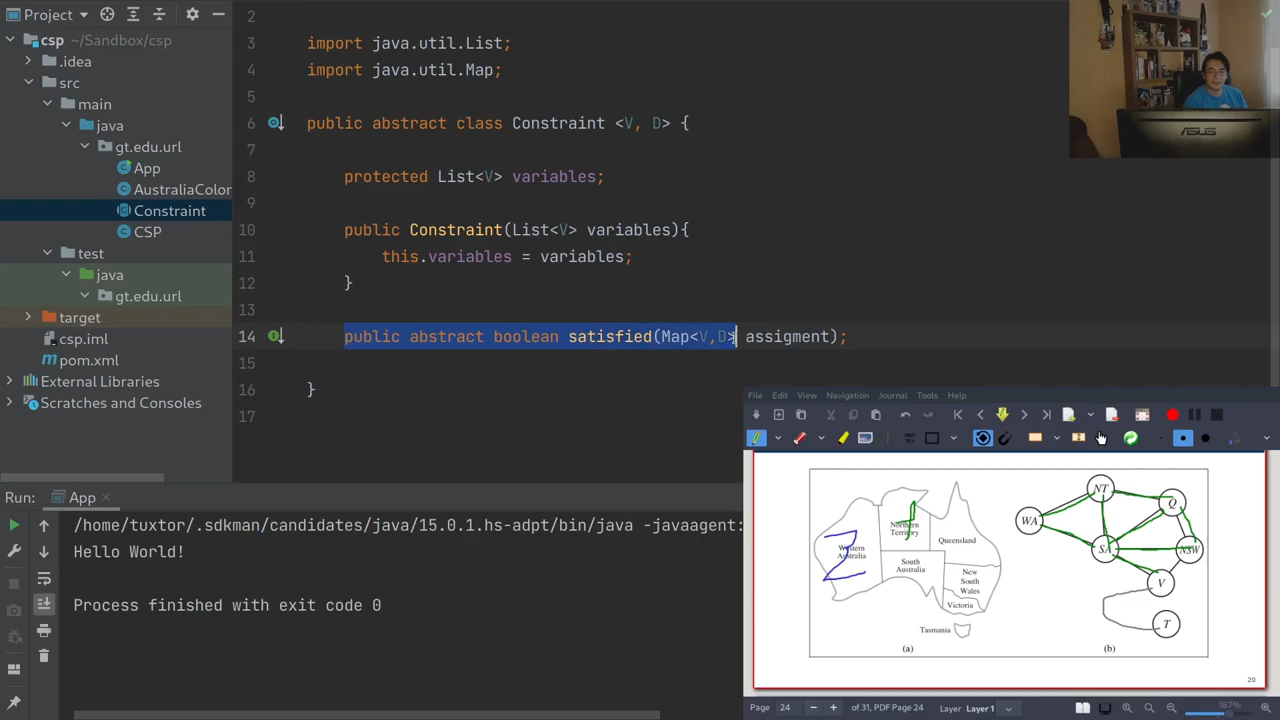 Project
csp ~/Sandbox/csp
.idea
src
main
java
gt.edu.url
App
AustraliaColor
Constraint
CSP
test
java
gt.edu.url
target
csp.iml
pom.xml
External Libraries
Scratches and Consoles
2
3 import java.util.List;
4 import java.util.Map;
5
6 public abstract class Constraint <V, D> {
7
8 protected List<V> variables;
9
10 public Constraint(List<V> variables){
11 this.variables = variables;
12 }
13
14 public abstract boolean satisfied(Map<V,D> assigment);
15
16 }
17
ASUS
Run: App
/home/tuxtor/.sdkman/candidates/java/15.0.1.hs-adpt/bin/java -javaagent:
Hello World!
Process finished with exit code 0
File Edit View Navigation Journal Tools Help
Northern
Territory
Western
Australia
South
Australia
Queensland
New
South
Wales
Victoria
Tasmania
(a)
NT
Q
WA
SA
NSW
V
T
(b)
20
Page 24 of 31, PDF Page 24 Layer Layer 1 167%